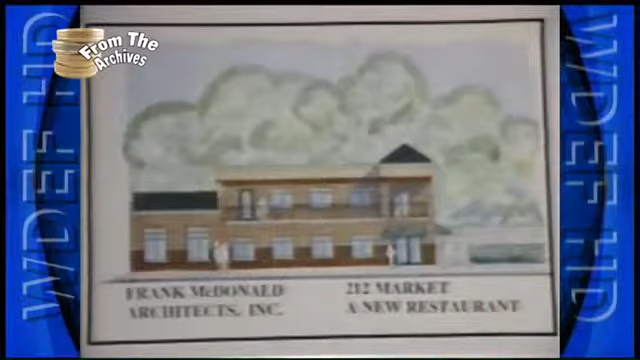 From The
Archives
WDEF HD
WDEF HD
FRANK McDONALD
ARCHITECTS, INC.
212 MARKET
A NEW RESTAURANT